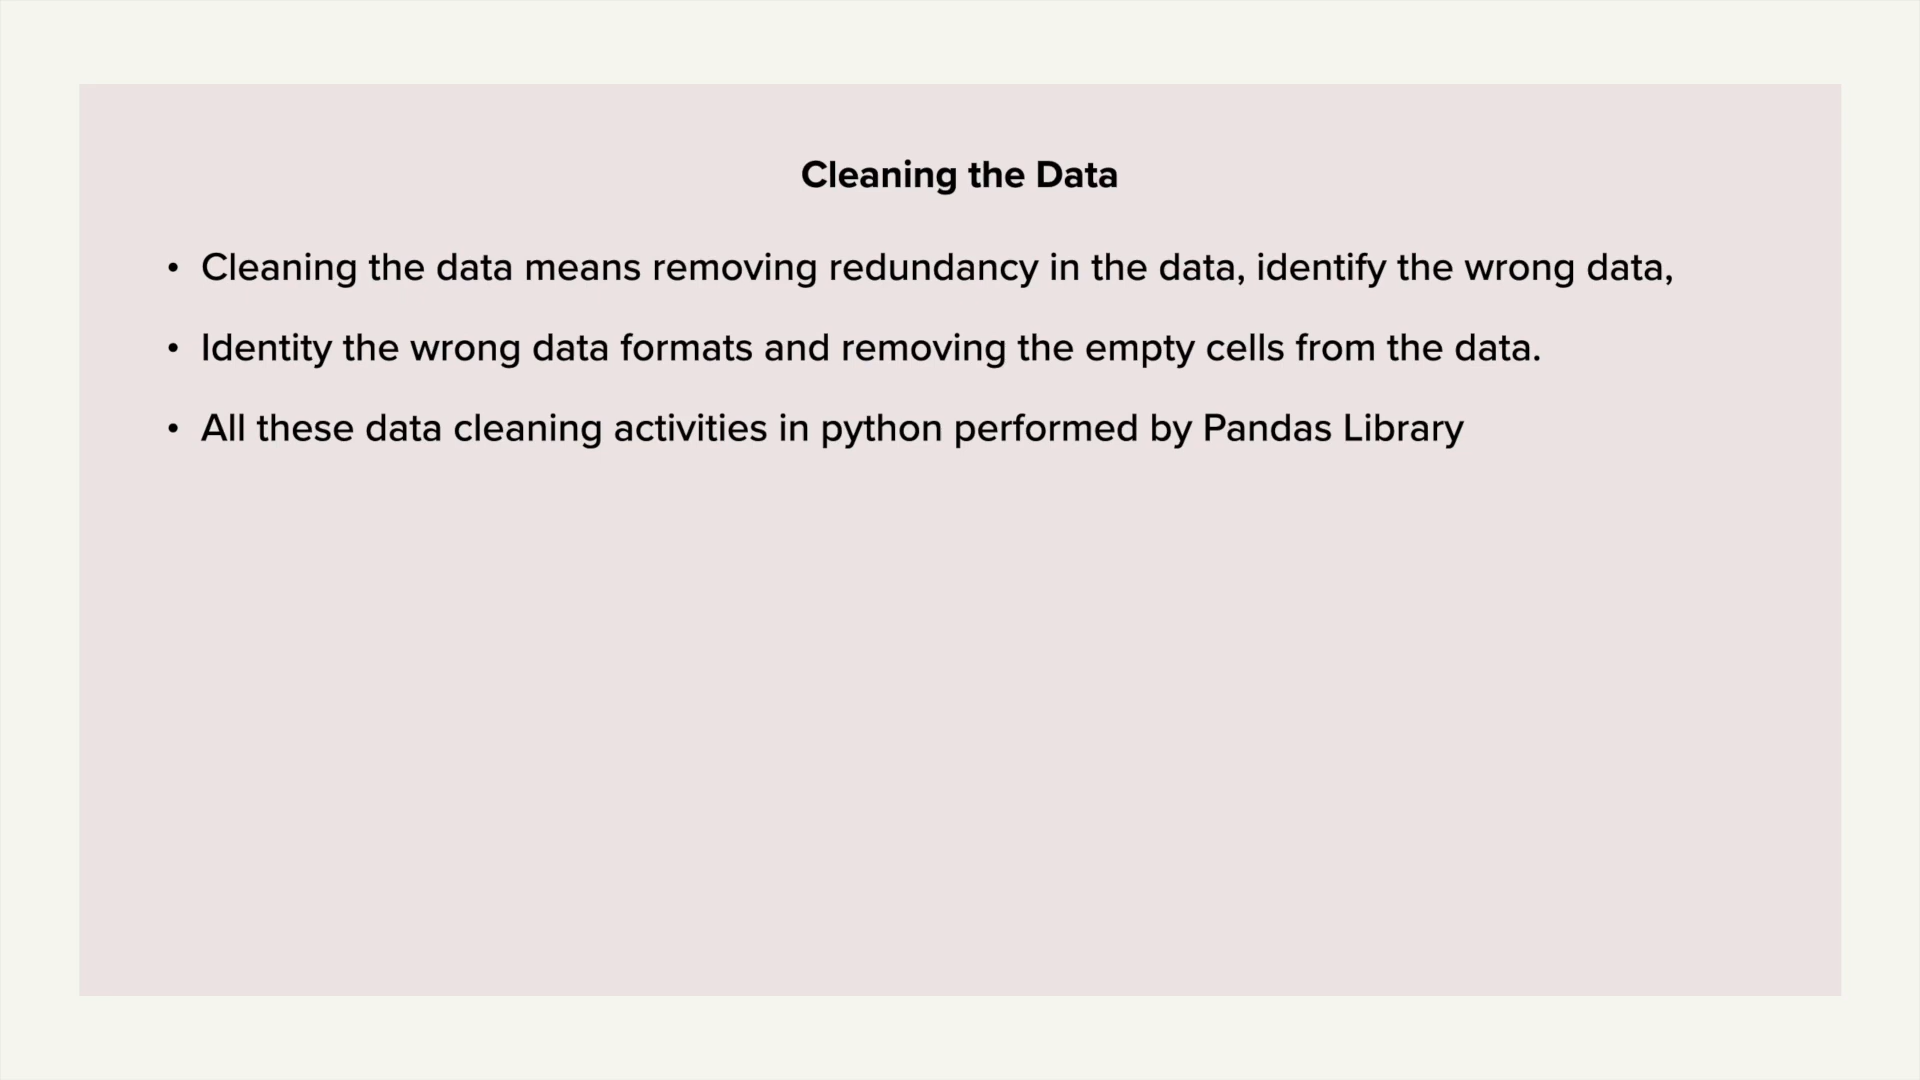 Cleaning the Data
• Cleaning the data means removing redundancy in the data, identify the wrong data,
• Identity the wrong data formats and removing the empty cells from the data.
• All these data cleaning activities in python performed by Pandas Library